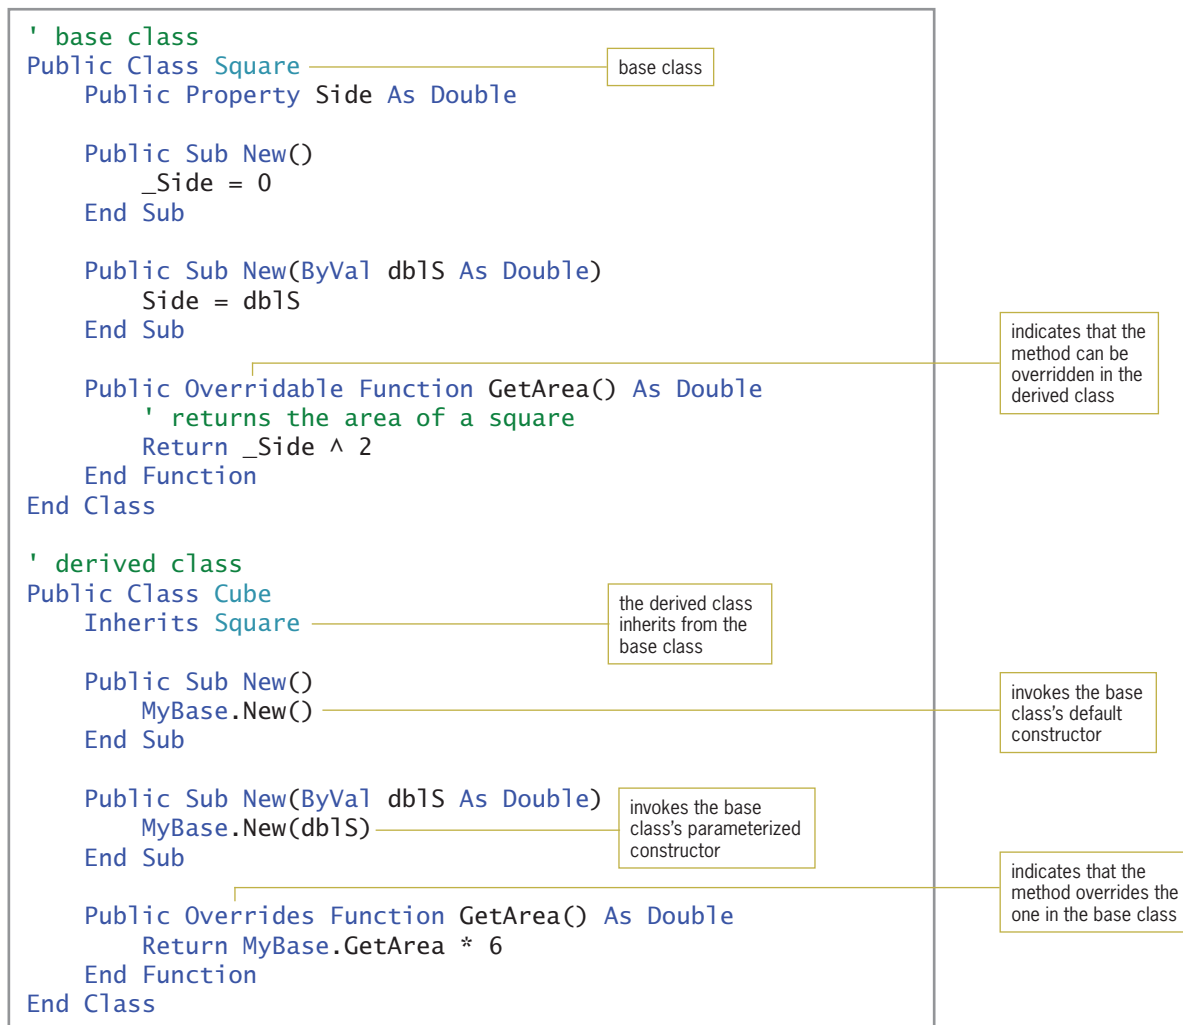 ' base class
Public Class Square
base class
Public Property Side As Double
Public Sub New()
_Side = 0
End Sub
Public Sub New(ByVal dblS As Double)
Side = dblS
End Sub
indicates that the
method can be
overridden in the
derived class
Public Overridable Function GetArea() As Double
' returns the area of a square
Return _Side ^ 2
End Function
End Class
' derived class
Public Class Cube
Inherits Square
the derived class
inherits from the
base class
Public Sub New()
MyBase.New()
End Sub
invokes the base
class's default
constructor
Public Sub New(ByVal dblS As Double)
MyBase.New(dblS)
End Sub
invokes the base
class's parameterized
constructor
indicates that the
method overrides the
one in the base class
Public Overrides Function GetArea() As Double
Return MyBase.GetArea * 6
End Function
End Class